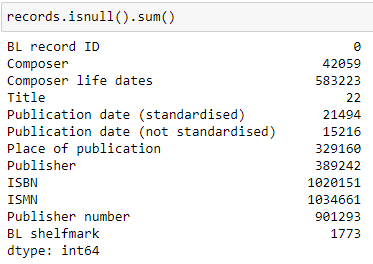 records.isnull().sum()
BL record ID 0
Composer 42059
Composer life dates 583223
Title 22
Publication date (standardised) 21494
Publication date (not standardised) 15216
Place of publication 329160
Publisher 389242
ISBN 1020151
ISMN 1034661
Publisher number 901293
BL shelfmark 1773
dtype: int64